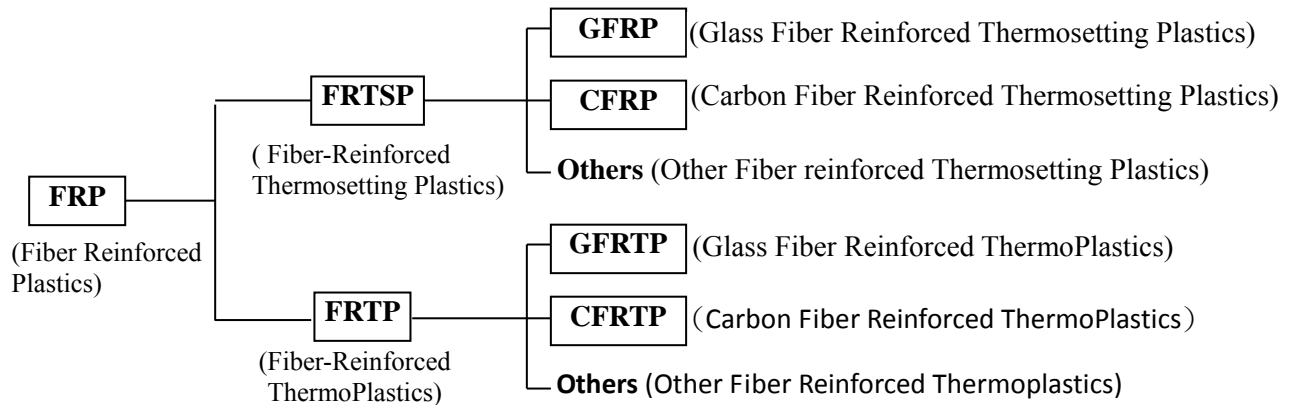 GFRP (Glass Fiber Reinforced Thermosetting Plastics)
FRTSP
CFRP (Carbon Fiber Reinforced Thermosetting Plastics)
( Fiber-Reinforced
Thermosetting Plastics)
Others (Other Fiber reinforced Thermosetting Plastics)
FRP
(Fiber Reinforced
Plastics)
GFRTP (Glass Fiber Reinforced ThermoPlastics)
FRTP
CFRTP （Carbon Fiber Reinforced ThermoPlastics）
(Fiber-Reinforced
ThermoPlastics)
Others (Other Fiber Reinforced Thermoplastics)